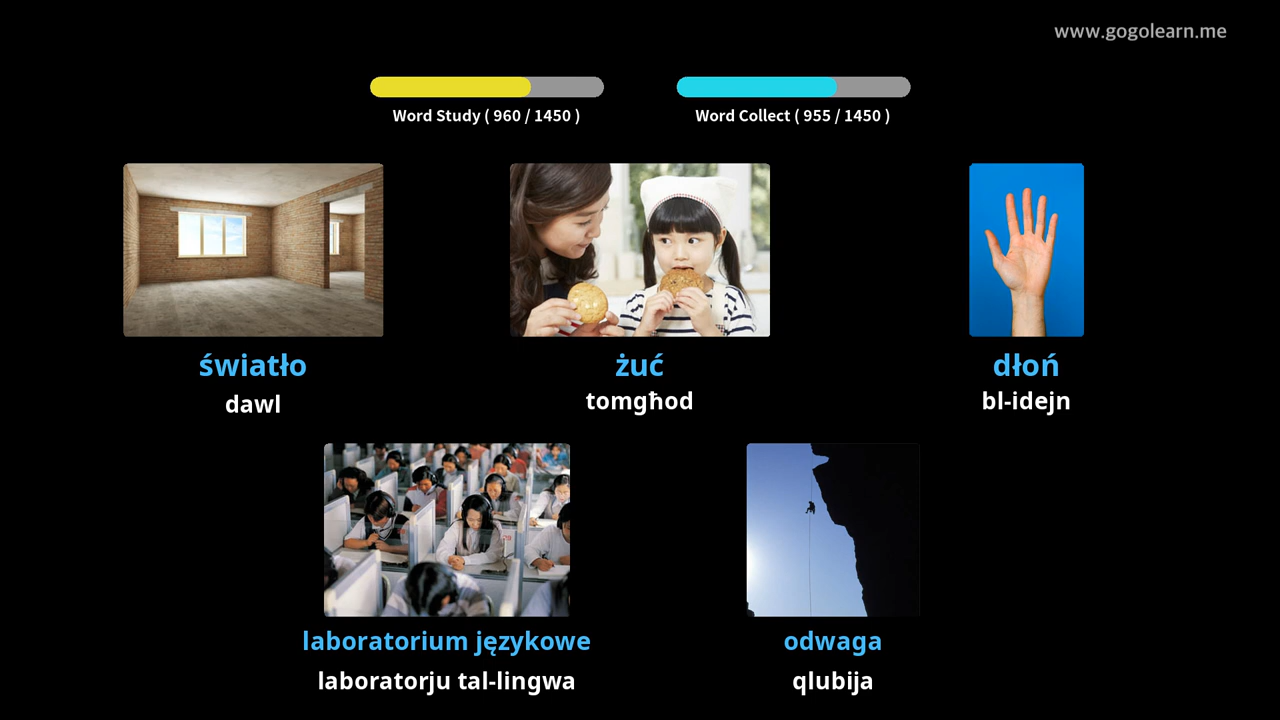 www.gogolearn.me
Word Study ( 960 / 1450 )
Word Collect ( 955 / 1450 )
światło
dawl
żuć
tomgħod
dłoń
bl-idejn
laboratorium językowe
laboratorju tal-lingwa
odwaga
qlubija